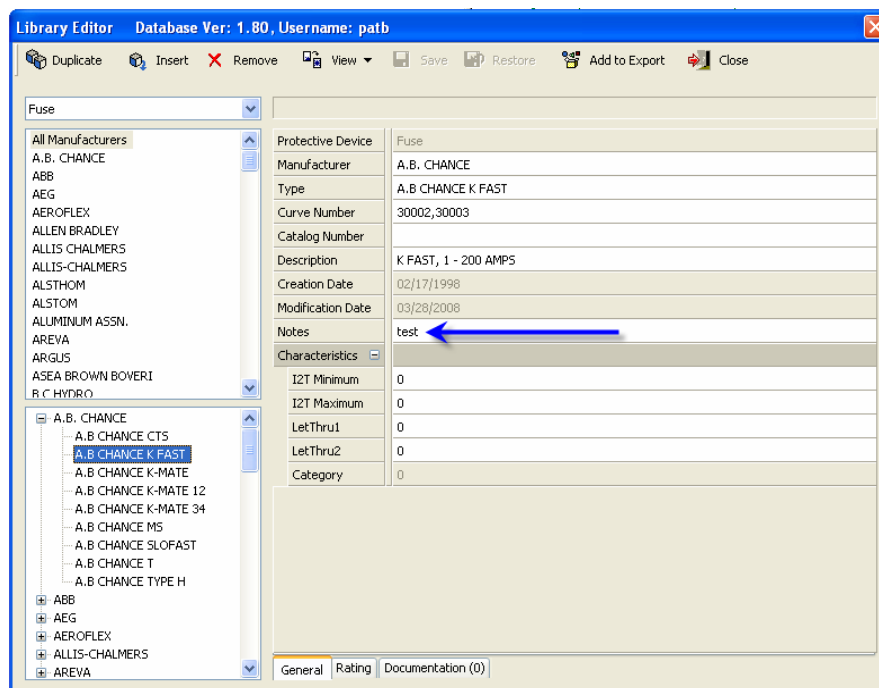 Library Editor Database Ver: 1.80, Username: patb
Duplicate Insert Remove View Save Restore Add to Export Close
Fuse
All Manufacturers
A.B. CHANCE
ABB
AEG
AEROFLEX
ALLEN BRADLEY
ALLIS CHALMERS
ALLIS-CHALMERS
ALSTHOM
ALSTOM
ALUMINUM ASSN.
AREVA
ARGUS
ASEA BROWN BOVERI
B C HYDRO
A.B. CHANCE
A.B CHANCE CTS
A.B CHANCE K FAST
A.B CHANCE K-MATE
A.B CHANCE K-MATE 12
A.B CHANCE K-MATE 34
A.B CHANCE MS
A.B CHANCE SLOFAST
A.B CHANCE T
A.B CHANCE TYPE H
ABB
AEG
AEROFLEX
ALLIS-CHALMERS
AREVA
Protective Device Fuse
Manufacturer A.B. CHANCE
Type A.B CHANCE K FAST
Curve Number 30002,30003
Catalog Number
Description K FAST, 1 - 200 AMPS
Creation Date 02/17/1998
Modification Date 03/28/2008
Notes test
Characteristics
I2T Minimum 0
I2T Maximum 0
LetThru1 0
LetThru2 0
Category 0
General Rating Documentation (0)